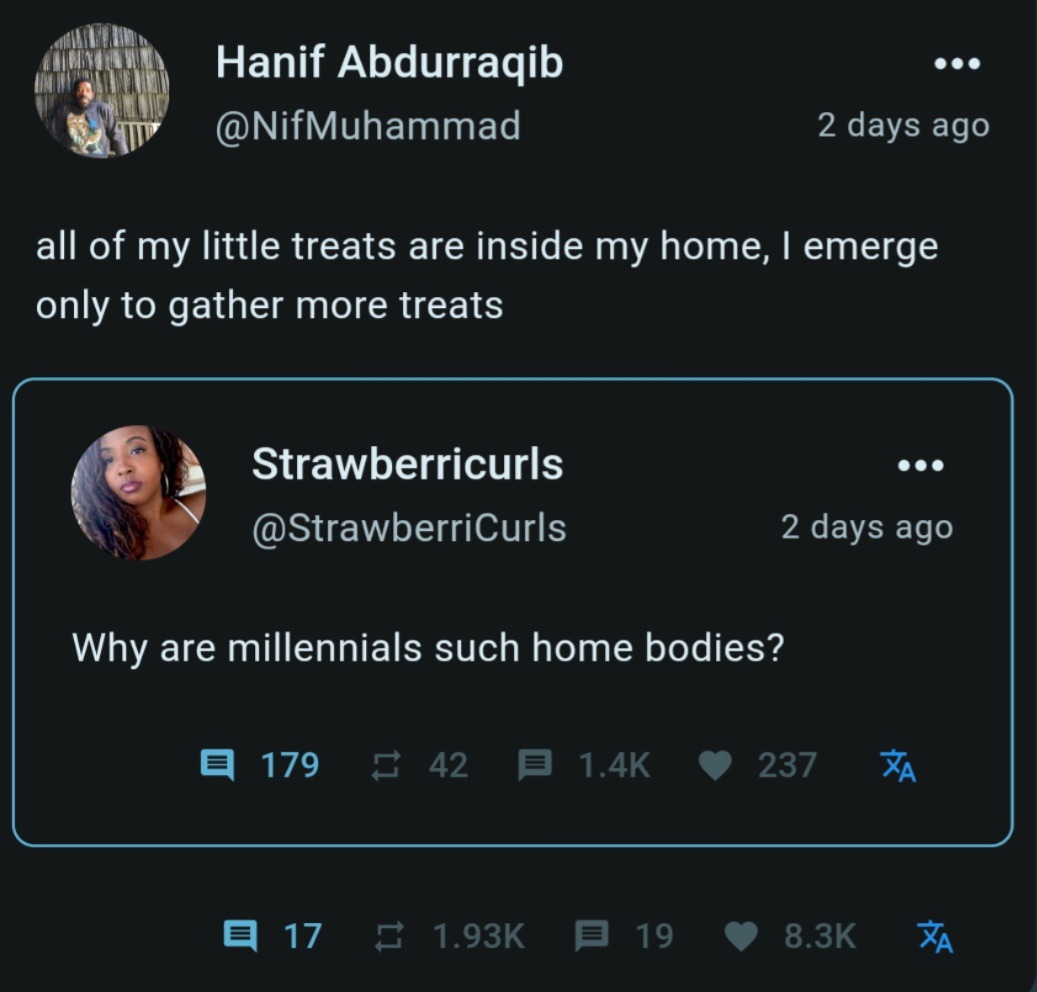 Hanif Abdurraqib
@NifMuhammad
2 days ago
all of my little treats are inside my home, I emerge
only to gather more treats
Strawberricurls
@StrawberriCurls
2 days ago
Why are millennials such home bodies?
179 42 1.4K 237
17 1.93K 19 8.3K